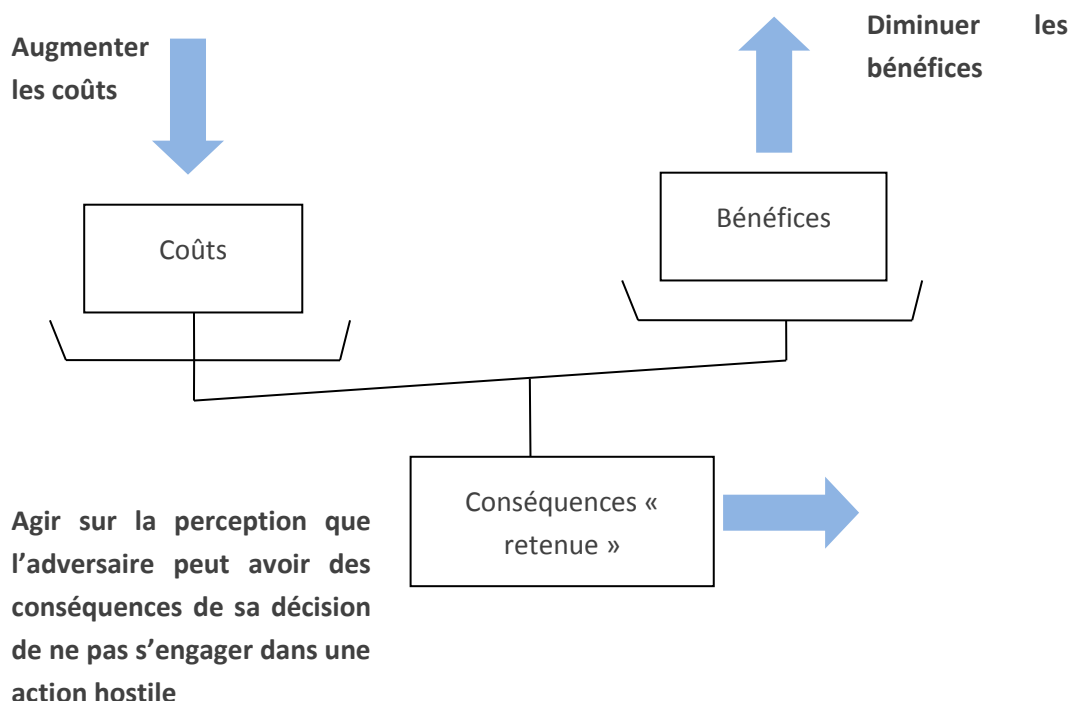 Augmenter
les coûts
Diminuer les
bénéfices
Coûts
Bénéfices
Conséquences «
retenue »
Agir sur la perception que
l’adversaire peut avoir des
conséquences de sa décision
de ne pas s’engager dans une
action hostile